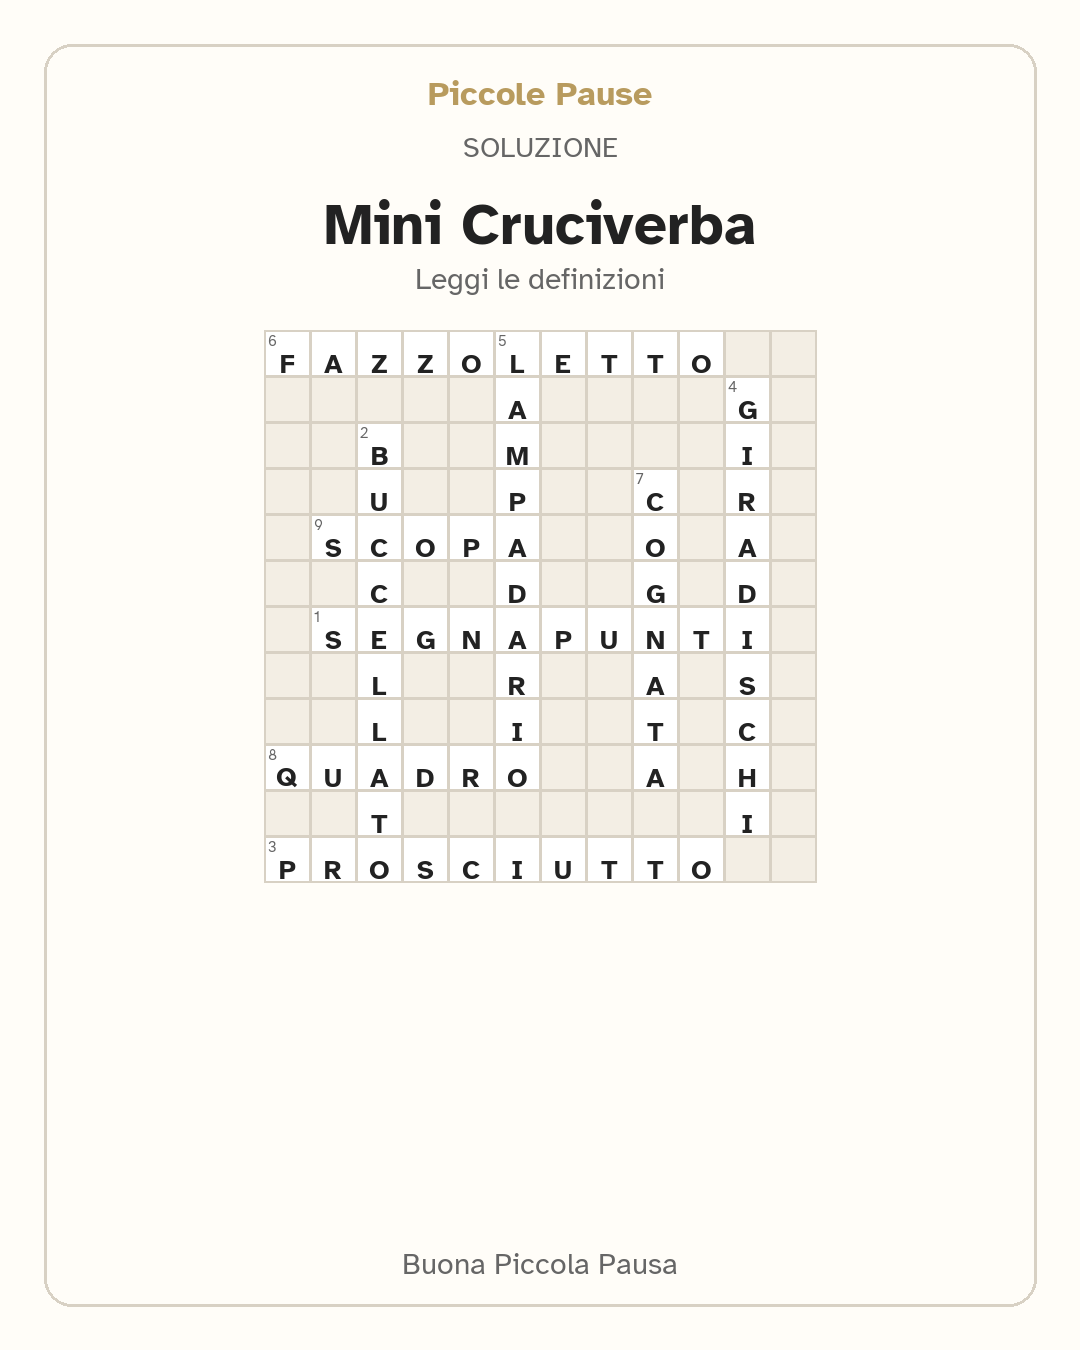 Piccole Pause
SOLUZIONE
Mini Cruciverba
Leggi le definizioni
6 5
F A Z Z O L E T T O
4
A G
2
B M I
7
U P C R
9
S C O P A O A
C D G D
1
S E G N A P U N T I
L R A S
L I T C
8
Q U A D R O A H
T I
3
P R O S C I U T T O
Buona Piccola Pausa